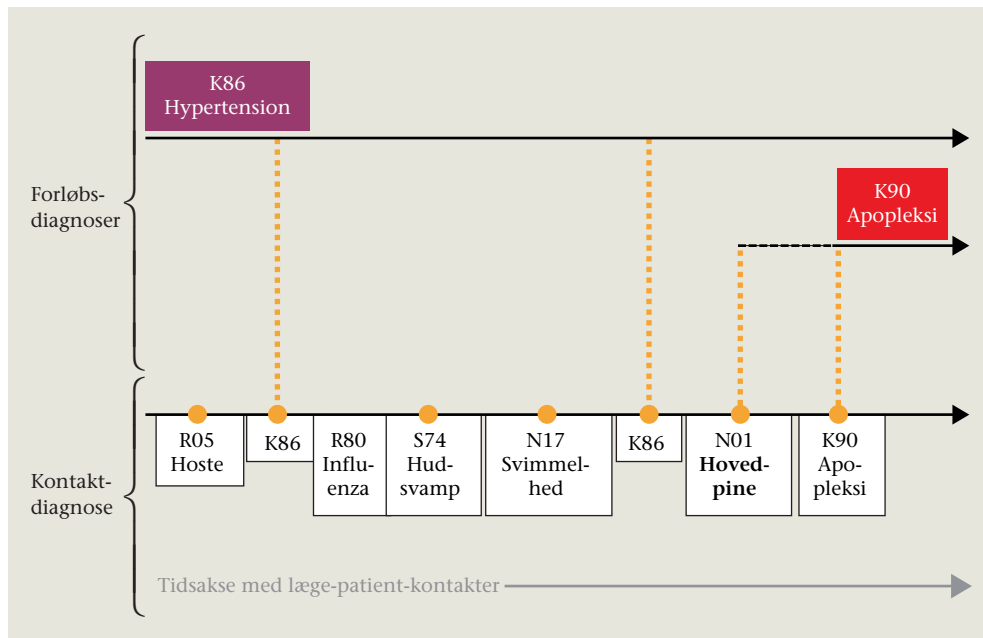 K86
Hypertension
K90
Apopleksi
Forløbs-
diagnoser
R05
Hoste
K86
R80
Influ-
enza
S74
Hud-
svamp
N17
Svimmel-
hed
K86
N01
Hoved-
pine
K90
Apo-
pleksi
Kontakt-
diagnose
Tidsakse med læge-patient-kontakter